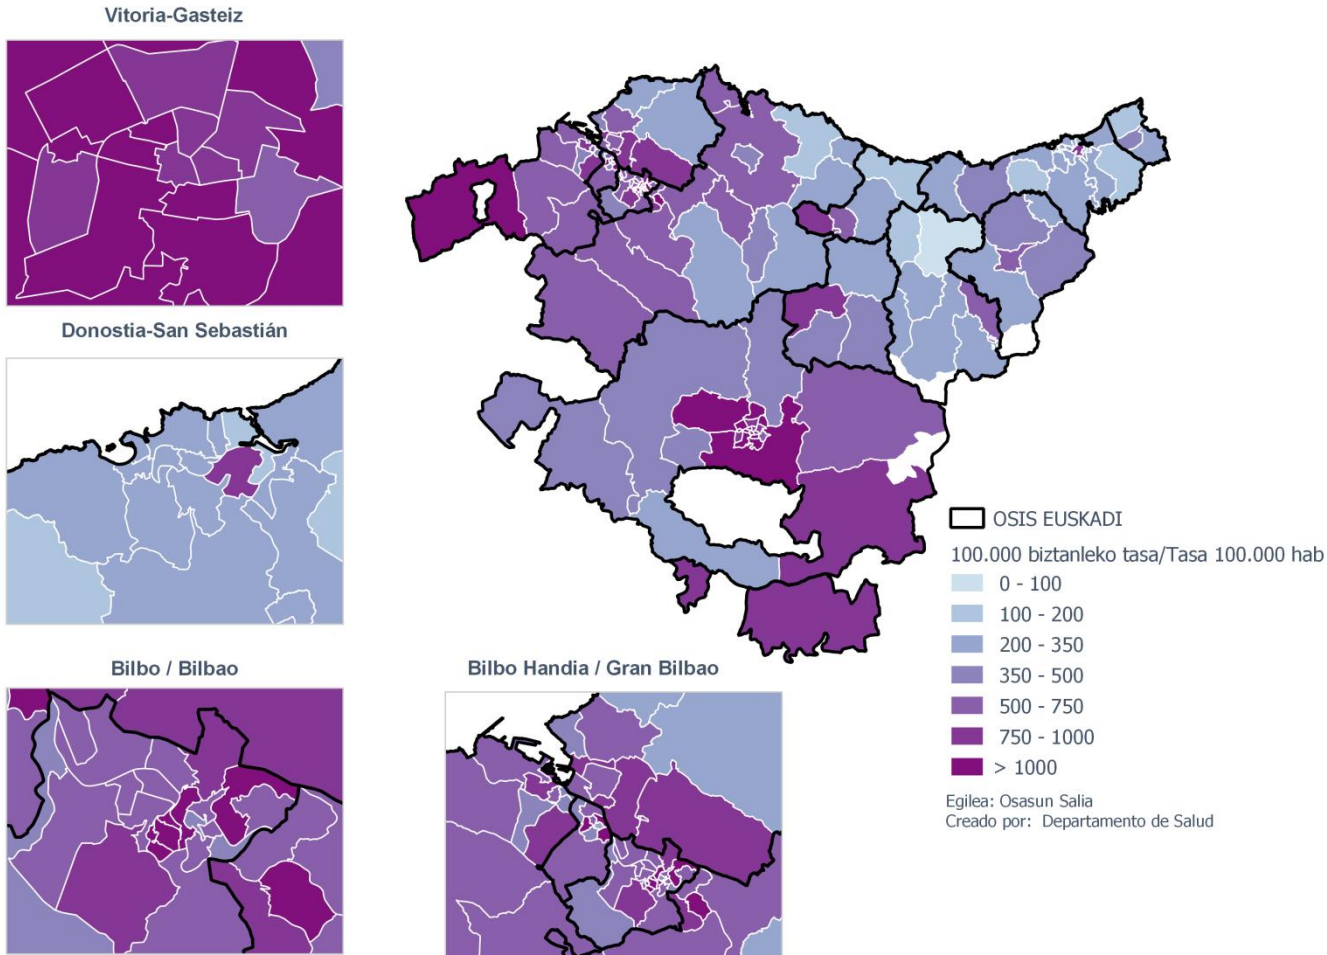 Vitoria-Gasteiz
Donostia-San Sebastián
Bilbo / Bilbao
Bilbo Handia / Gran Bilbao
OSIS EUSKADI
100.000 biztanleko tasa/Tasa 100.000 hab
0 - 100
100 - 200
200 - 350
350 - 500
500 - 750
750 - 1000
> 1000
Egilea: Osasun Salia
Creado por: Departamento de Salud